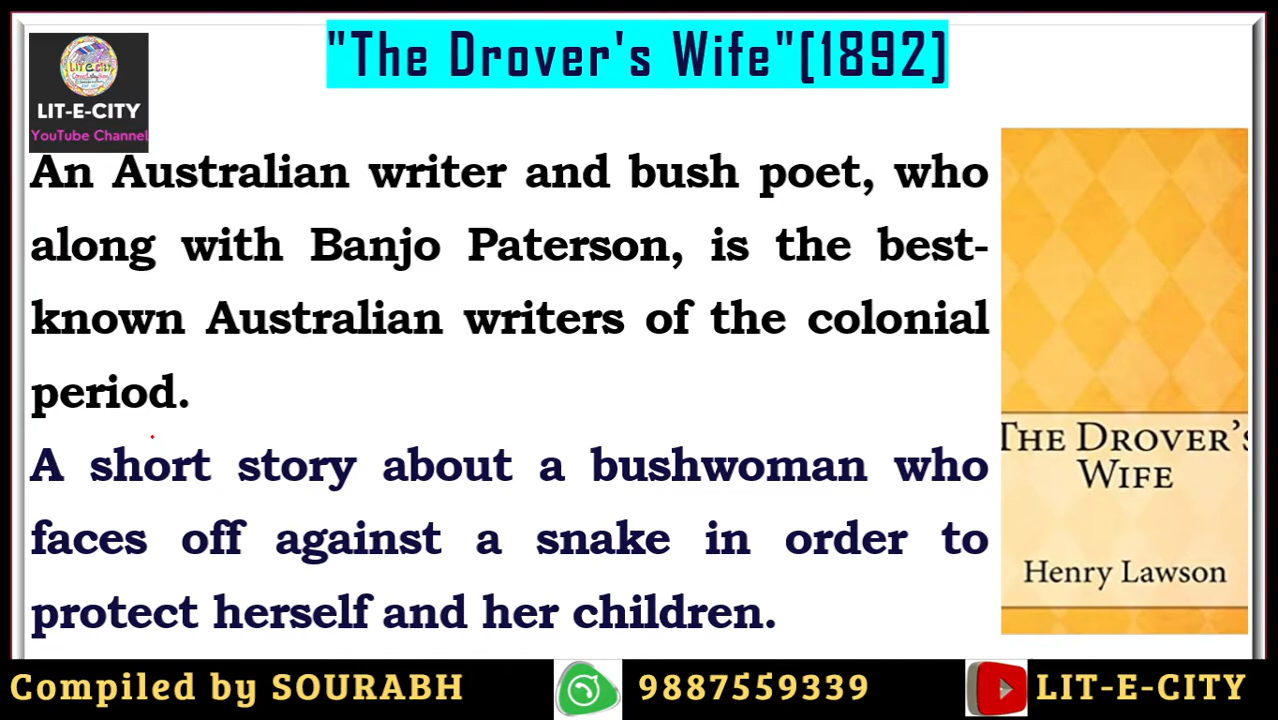 "The Drover's Wife"[1892]
LIT-E-CITY
YouTube Channel
An Australian writer and bush poet, who
along with Banjo Paterson, is the best-
known Australian writers of the colonial
period.
A short story about a bushwoman who
faces off against a snake in order to
protect herself and her children.
THE DROVER'S
WIFE
Henry Lawson
Compiled by SOURABH
9887559339
LIT-E-CITY